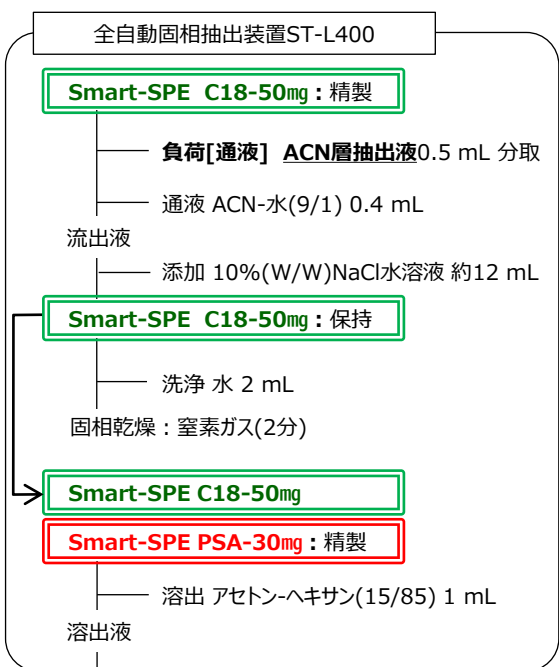 全自動固相抽出装置ST-L400
Smart-SPE C18-50mg：精製
負荷[通液] ACN層抽出液0.5 mL 分取
通液 ACN-水(9/1) 0.4 mL
流出液
添加 10%(W/W)NaCl水溶液 約12 mL
Smart-SPE C18-50mg：保持
洗浄 水 2 mL
固相乾燥：窒素ガス(2分)
Smart-SPE C18-50mg
Smart-SPE PSA-30mg：精製
溶出 アセトン-ヘキサン(15/85) 1 mL
溶出液